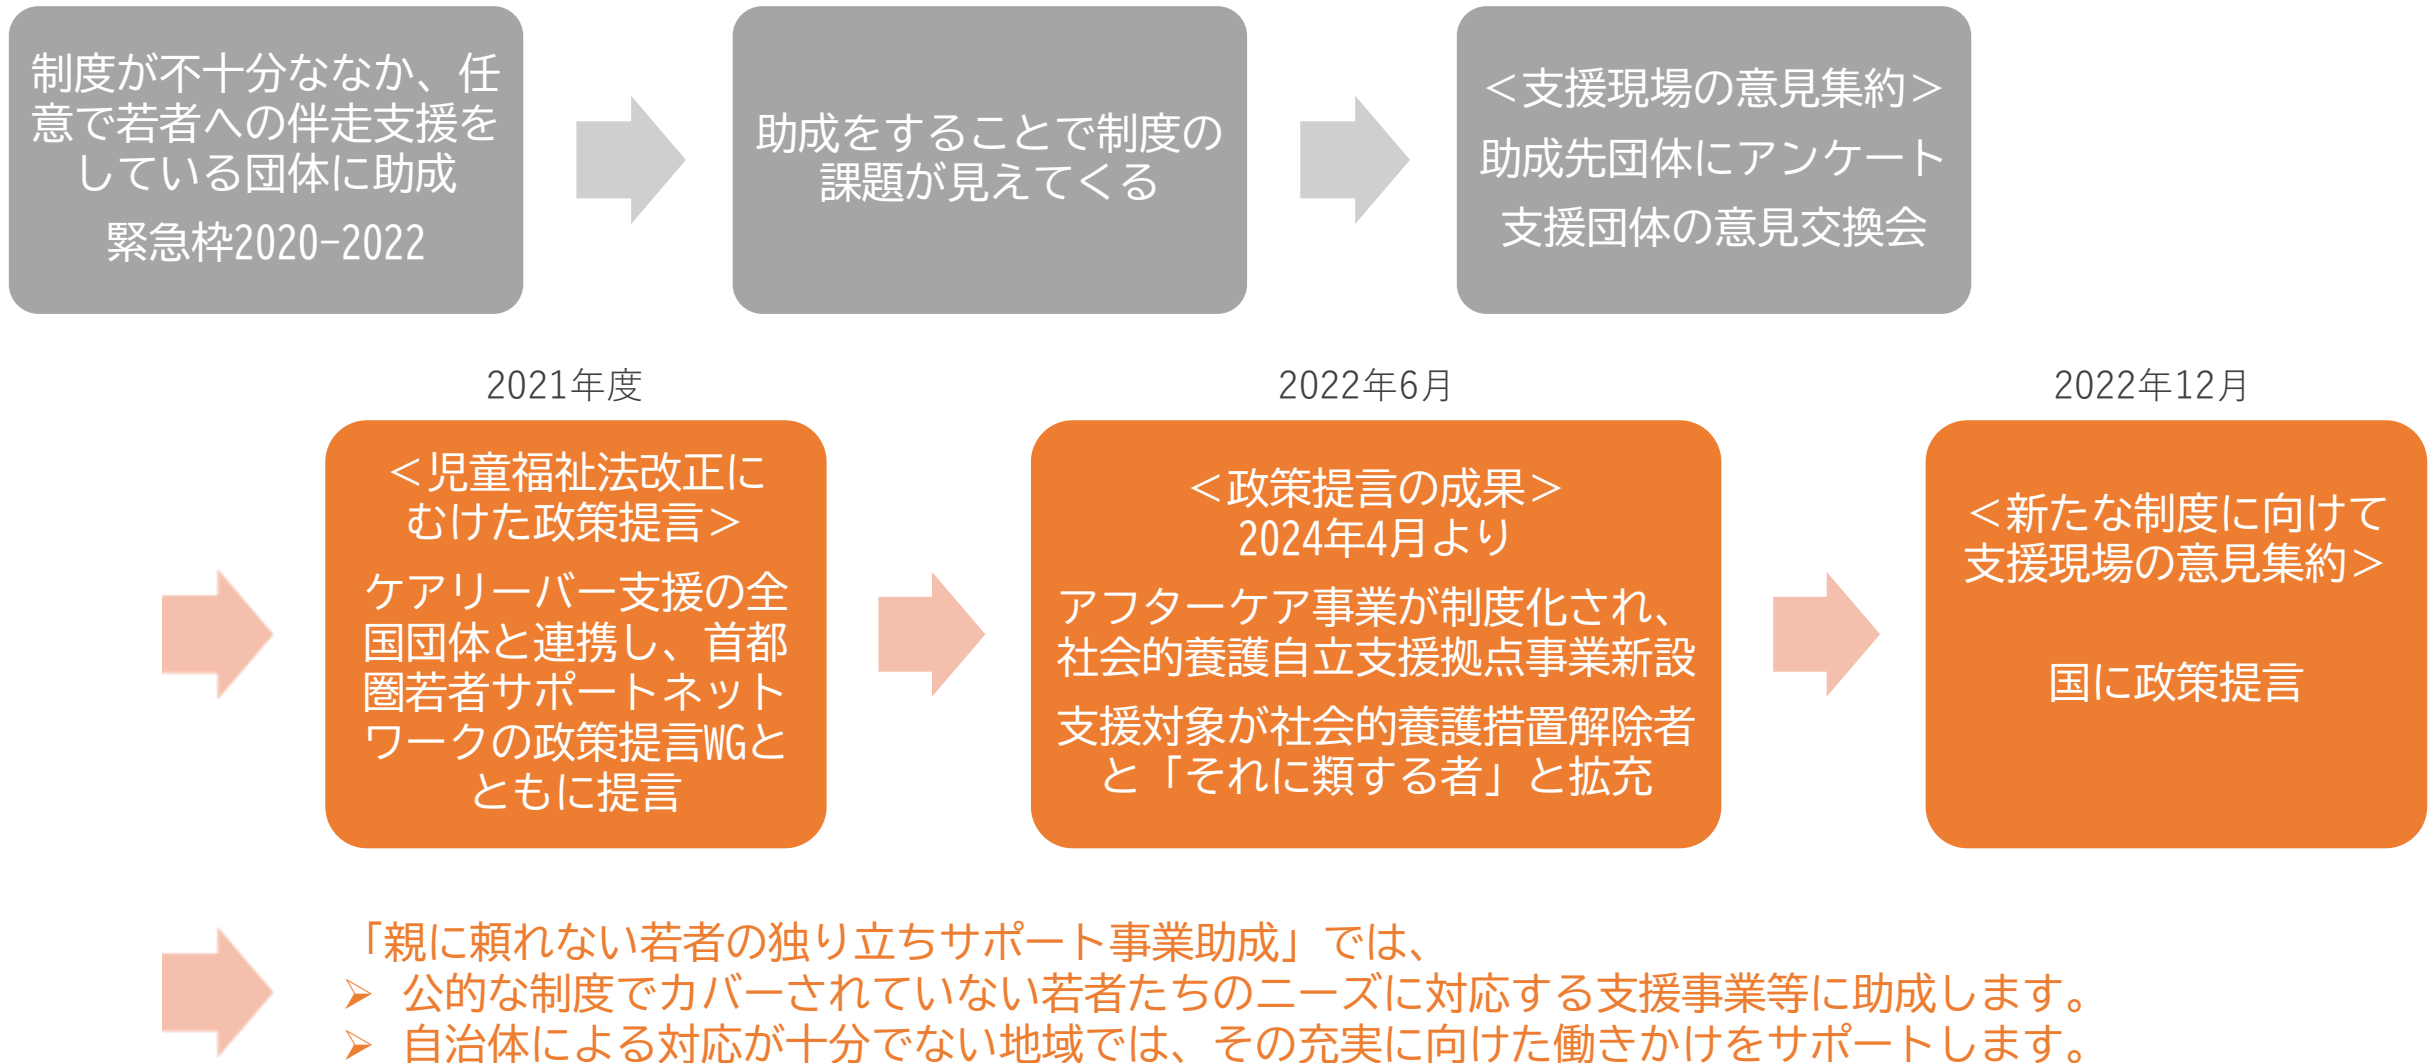 制度が不十分ななか、任
意で若者への伴走支援を
している団体に助成
緊急枠2020-2022
助成をすることで制度の
課題が見えてくる
＜支援現場の意見集約＞
助成先団体にアンケート
支援団体の意見交換会
2021年度
＜児童福祉法改正に
むけた政策提言＞
ケアリーバー支援の全
国団体と連携し、首都
圏若者サポートネット
ワークの政策提言WGと
ともに提言
2022年6月
＜政策提言の成果＞
2024年4月より
アフターケア事業が制度化され、
社会的養護自立支援拠点事業新設
支援対象が社会的養護措置解除者
と「それに類する者」と拡充
2022年12月
＜新たな制度に向けて
支援現場の意見集約＞
国に政策提言
「親に頼れない若者の独り立ちサポート事業助成」では、
➢ 公的な制度でカバーされていない若者たちのニーズに対応する支援事業等に助成します。
➢ 自治体による対応が十分でない地域では、その充実に向けた働きかけをサポートします。